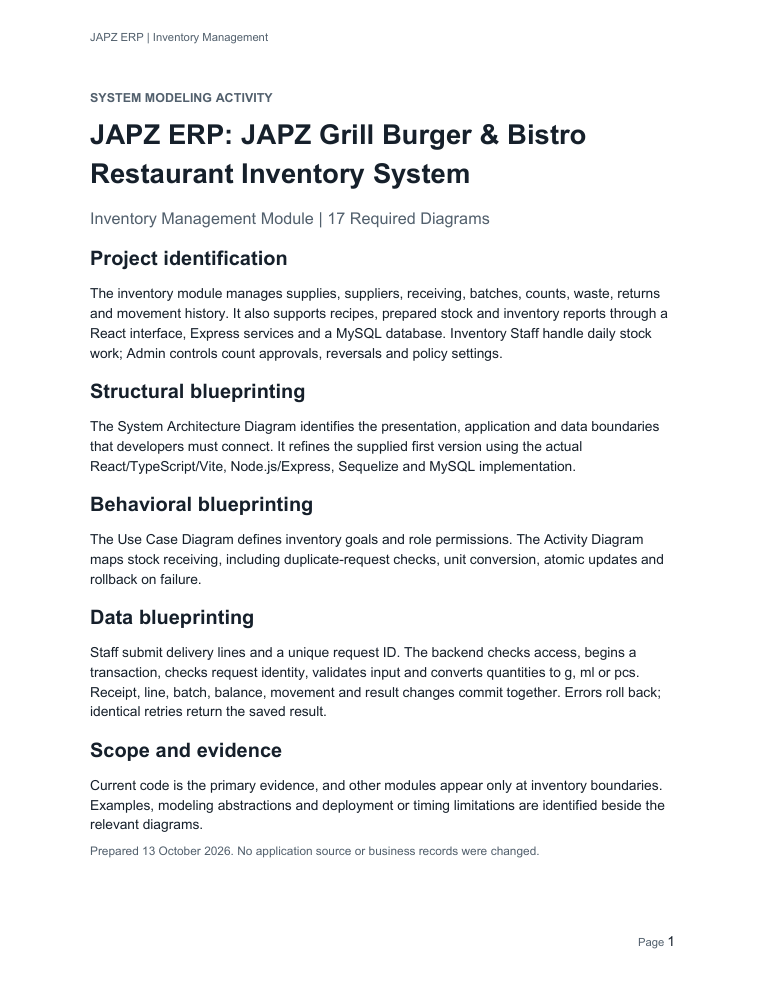 JAPZ ERP | Inventory Management
SYSTEM MODELING ACTIVITY
JAPZ ERP: JAPZ Grill Burger & Bistro
Restaurant Inventory System
Inventory Management Module | 17 Required Diagrams
Project identification
The inventory module manages supplies, suppliers, receiving, batches, counts, waste, returns
and movement history. It also supports recipes, prepared stock and inventory reports through a
React interface, Express services and a MySQL database. Inventory Staff handle daily stock
work; Admin controls count approvals, reversals and policy settings.
Structural blueprinting
The System Architecture Diagram identifies the presentation, application and data boundaries
that developers must connect. It refines the supplied first version using the actual
React/TypeScript/Vite, Node.js/Express, Sequelize and MySQL implementation.
Behavioral blueprinting
The Use Case Diagram defines inventory goals and role permissions. The Activity Diagram
maps stock receiving, including duplicate-request checks, unit conversion, atomic updates and
rollback on failure.
Data blueprinting
Staff submit delivery lines and a unique request ID. The backend checks access, begins a
transaction, checks request identity, validates input and converts quantities to g, ml or pcs.
Receipt, line, batch, balance, movement and result changes commit together. Errors roll back;
identical retries return the saved result.
Scope and evidence
Current code is the primary evidence, and other modules appear only at inventory boundaries.
Examples, modeling abstractions and deployment or timing limitations are identified beside the
relevant diagrams.
Prepared 13 October 2026. No application source or business records were changed.
Page 1